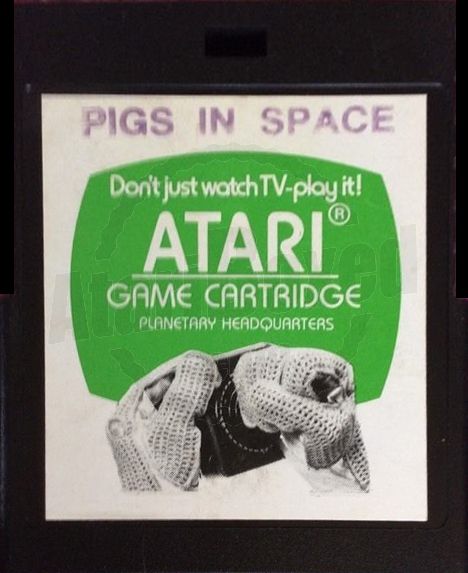 PIGS IN SPACE
Don't just watch TV-play it!
ATARI®
GAME CARTRIDGE
PLANETARY HEADQUARTERS